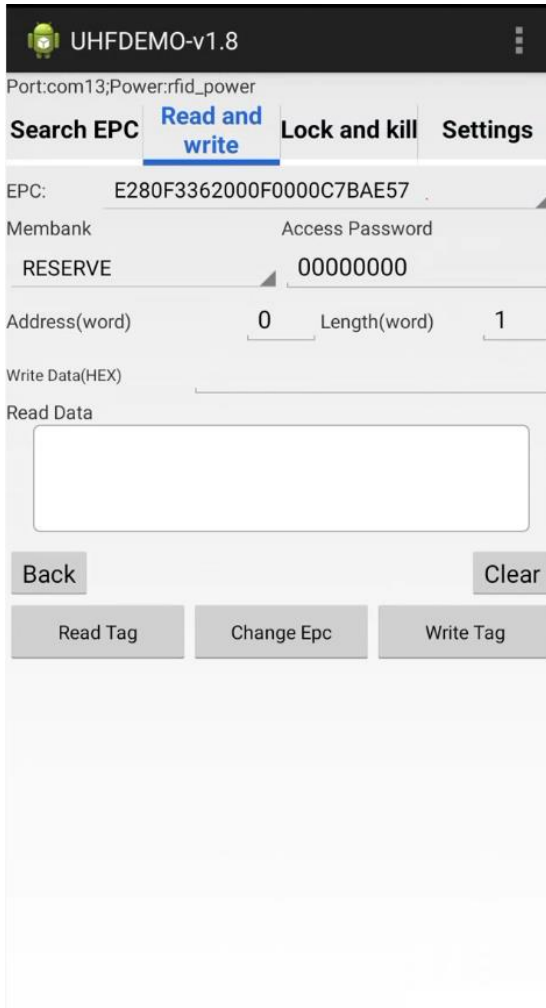 UHFDEMO-v1.8
Port:com13;Power:rfid_power
Search EPC Read and write Lock and kill Settings
EPC: E280F3362000F0000C7BAE57
Membank Access Password
RESERVE 00000000
Address(word) 0 Length(word) 1
Write Data(HEX)
Read Data
Back Clear
Read Tag Change Epc Write Tag